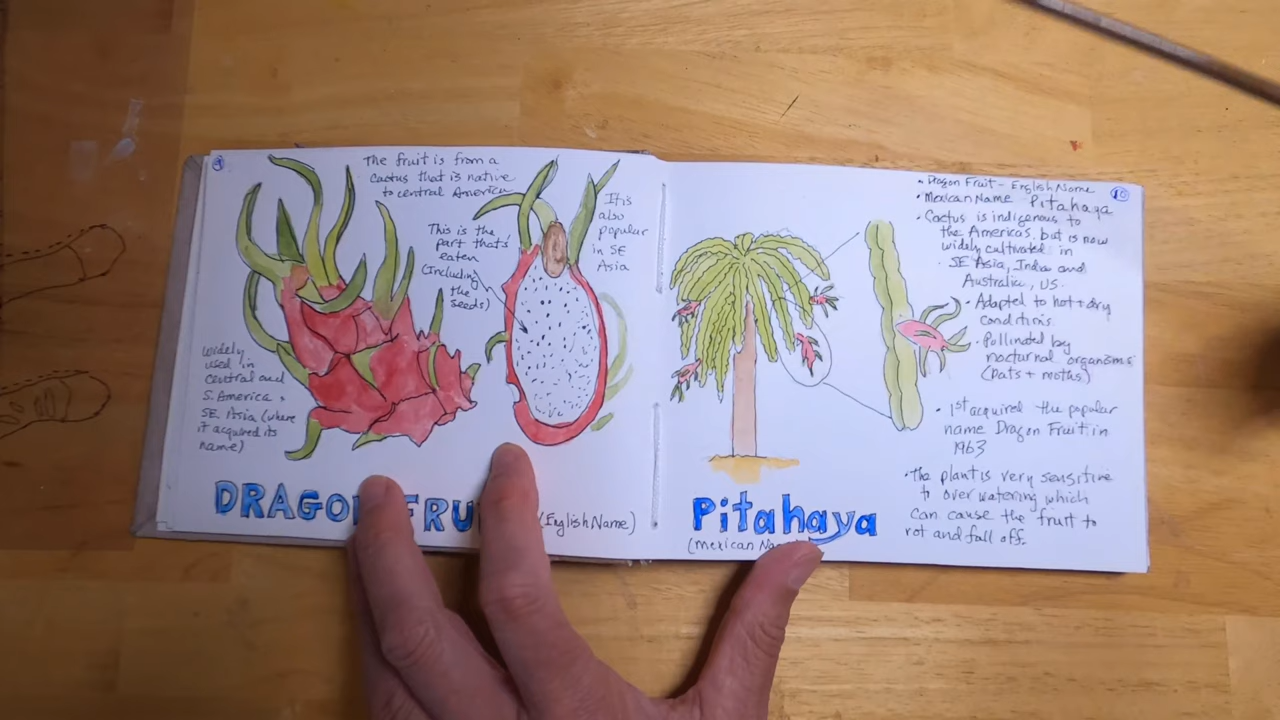 9
The fruit is from a
cactus that is native
to central America
This is the
part that's
eaten
(including
the
seeds)
It is
also
popular
in SE
Asia
Widely
used in
Central and
S. America &
SE Asia (where
it acquired its
name)
DRAGON FRU
(English Name)
10
• Dragon Fruit - English Name
• Mexican Name - Pitahaya
• Cactus is indigenous to
the Americas, but is now
widely cultivated in
SE Asia, India and
Australia, US.
• Adapted to hot + dry
conditions.
• Pollinated by
nocturnal organisms
(bats + moths)
• 1st acquired the popular
name Dragon Fruit in
1963
• The plant is very sensitive
to over watering which
can cause the fruit to
rot and fall off.
Pitahaya
(Mexican